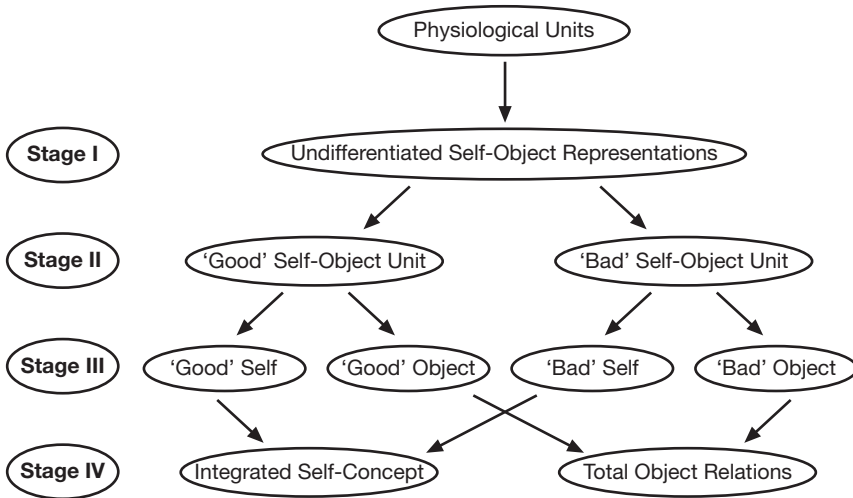 Physiological Units
Stage I
Undifferentiated Self-Object Representations
Stage II
‘Good’ Self-Object Unit
‘Bad’ Self-Object Unit
Stage III
‘Good’ Self
‘Good’ Object
‘Bad’ Self
‘Bad’ Object
Stage IV
Integrated Self-Concept
Total Object Relations